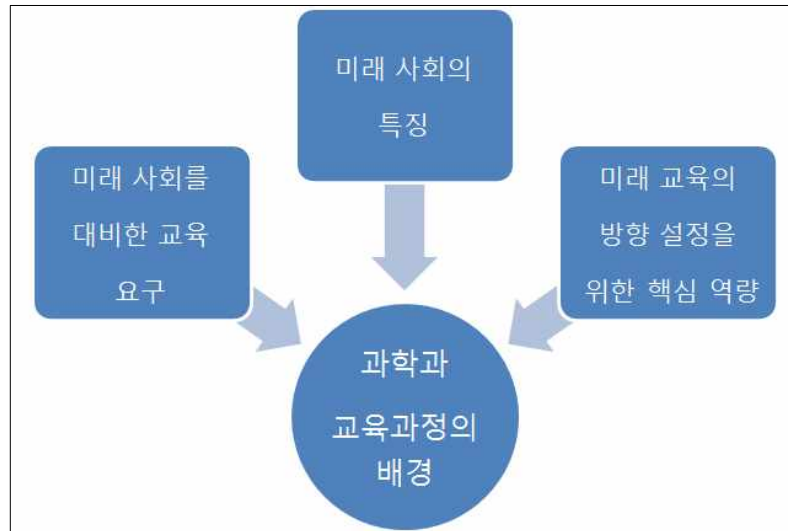 미래 사회를
대비한 교육
요구
미래 사회의
특징
미래 교육의
방향 설정을
위한 핵심 역량
과학과
교육과정의
배경